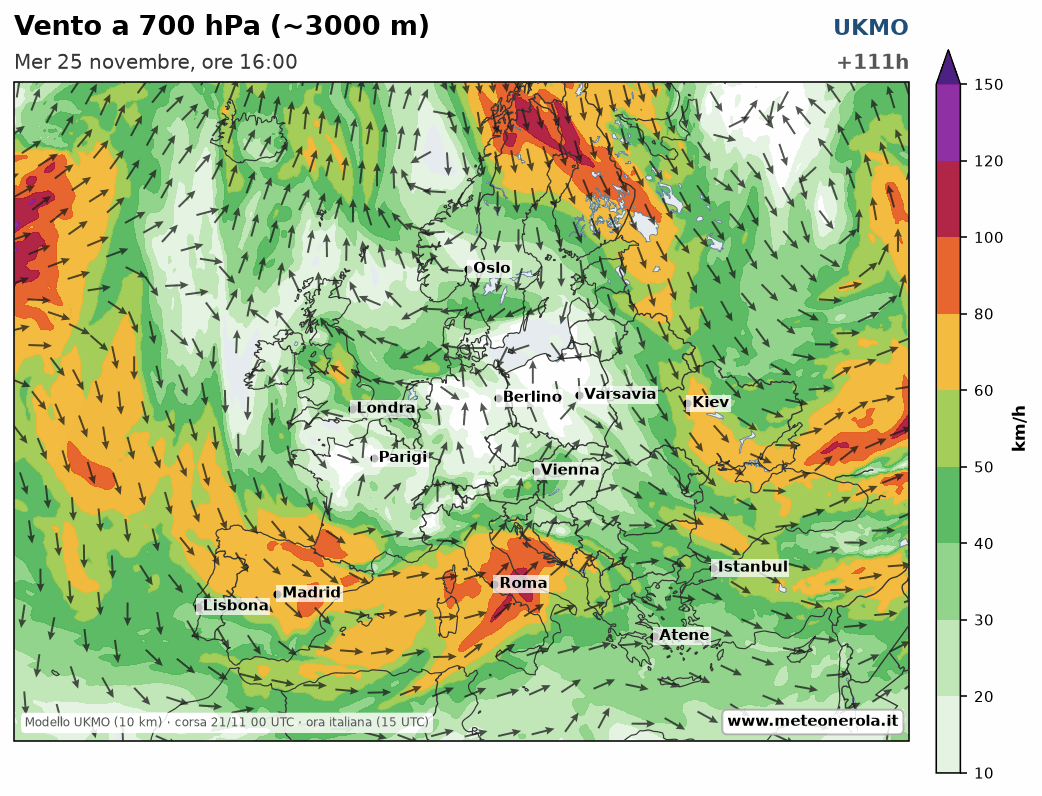 Vento a 700 hPa (~3000 m)
UKMO
Mer 25 novembre, ore 16:00
+111h
150
120
100
80
60
50
40
30
20
10
km/h
Oslo
Berlino
Varsavia
Kiev
Londra
Parigi
Vienna
Istanbul
Roma
Madrid
Lisbona
Atene
Modello UKMO (10 km) · corsa 21/11 00 UTC · ora italiana (15 UTC)
www.meteonerola.it